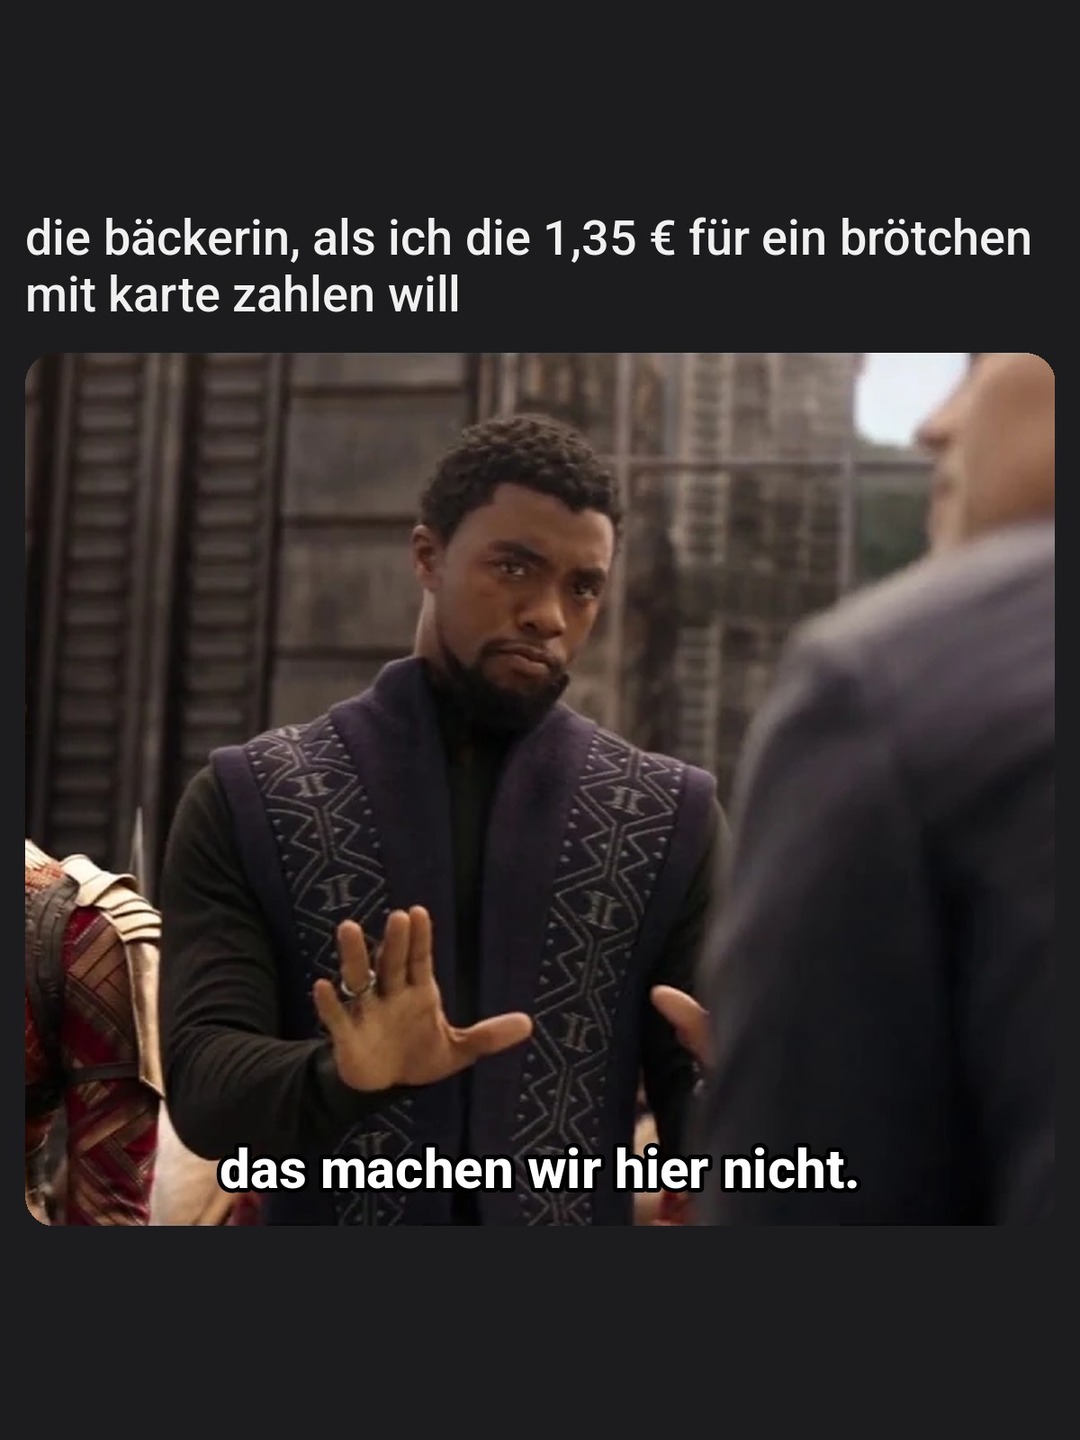 die bäckerin, als ich die 1,35 € für ein brötchen
mit karte zahlen will
das machen wir hier nicht.